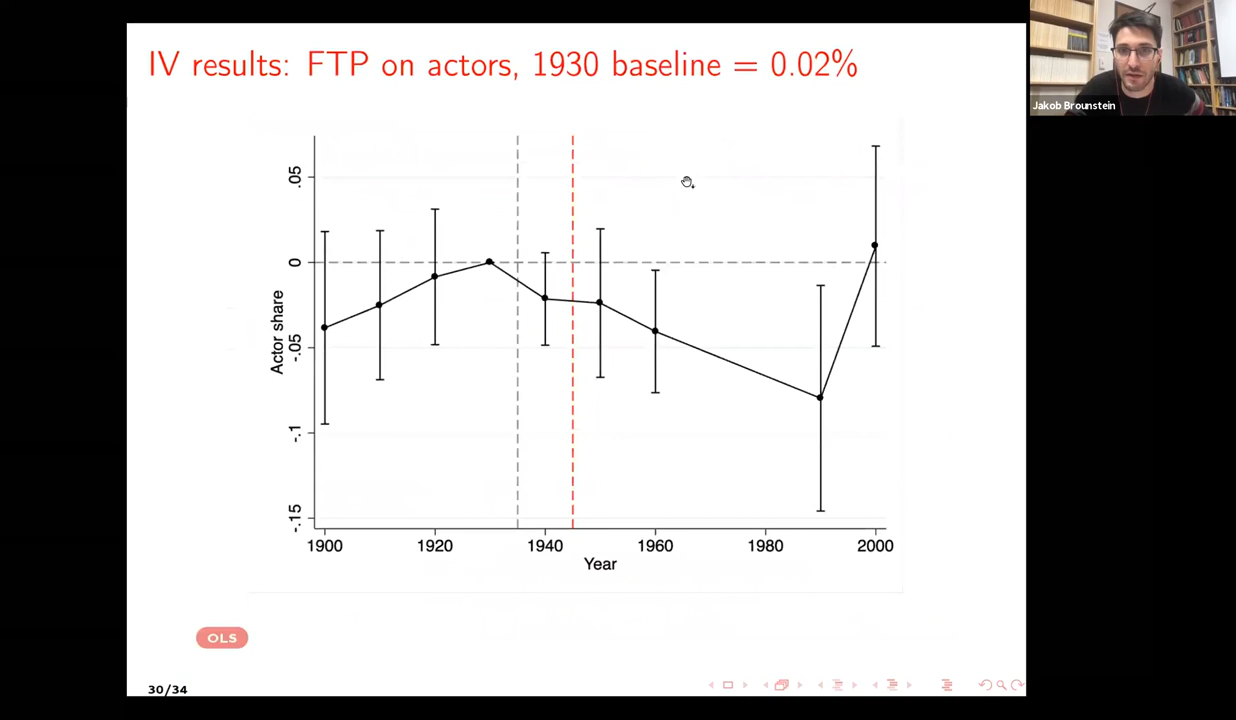 IV results: FTP on actors, 1930 baseline = 0.02%
Jakob Brounstein
.05
0
-.05
-.1
-.15
Actor share
1900
1920
1940
1960
1980
2000
Year
OLS
30/34